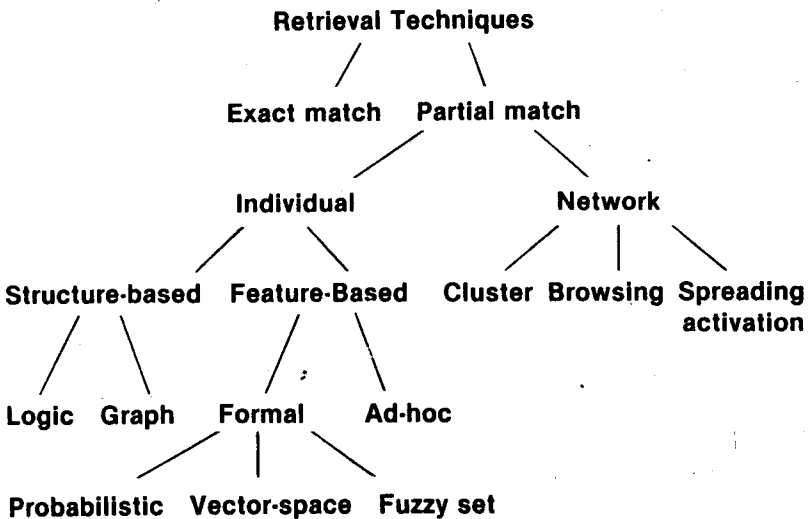 Retrieval Techniques
Exact match Partial match
Individual Network
Structure-based Feature-Based Cluster Browsing Spreading
activation
Logic Graph Formal Ad-hoc
Probabilistic Vector-space Fuzzy set